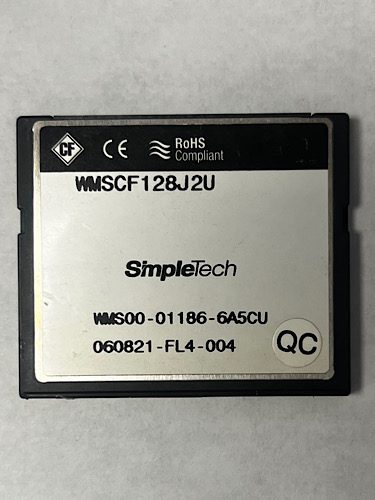 CF CE RoHS
Compliant
WMSCF128J2U
SimpleTech
WMS00-01186-6A5CU
060821-FL4-004
QC